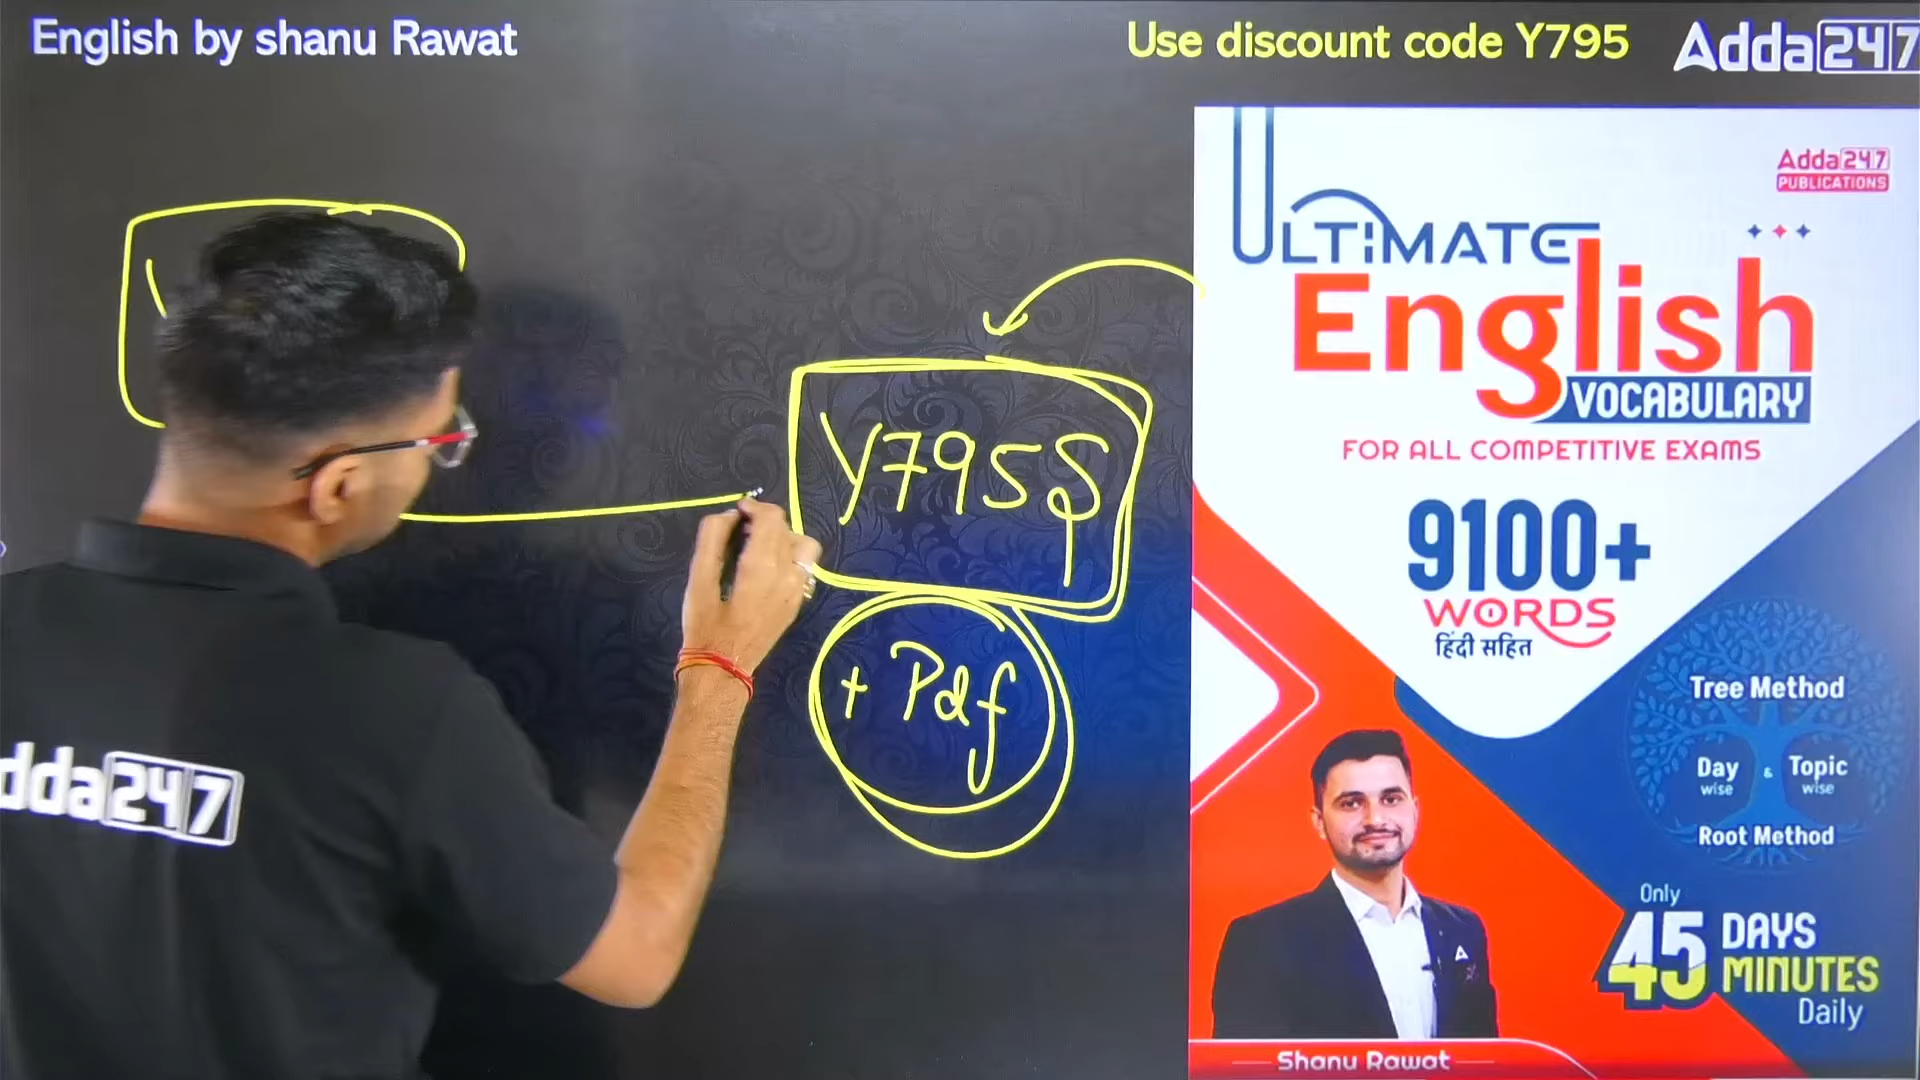 English by shanu Rawat
Use discount code Y795
Adda247
Adda247
PUBLICATIONS
ULTIMATE
English
VOCABULARY
FOR ALL COMPETITIVE EXAMS
9100+
WORDS
हिंदी सहित
Tree Method
Day wise & Topic wise
Root Method
Only
45 DAYS
MINUTES
Daily
Shanu Rawat
Y795S
+ Pdf
dda247